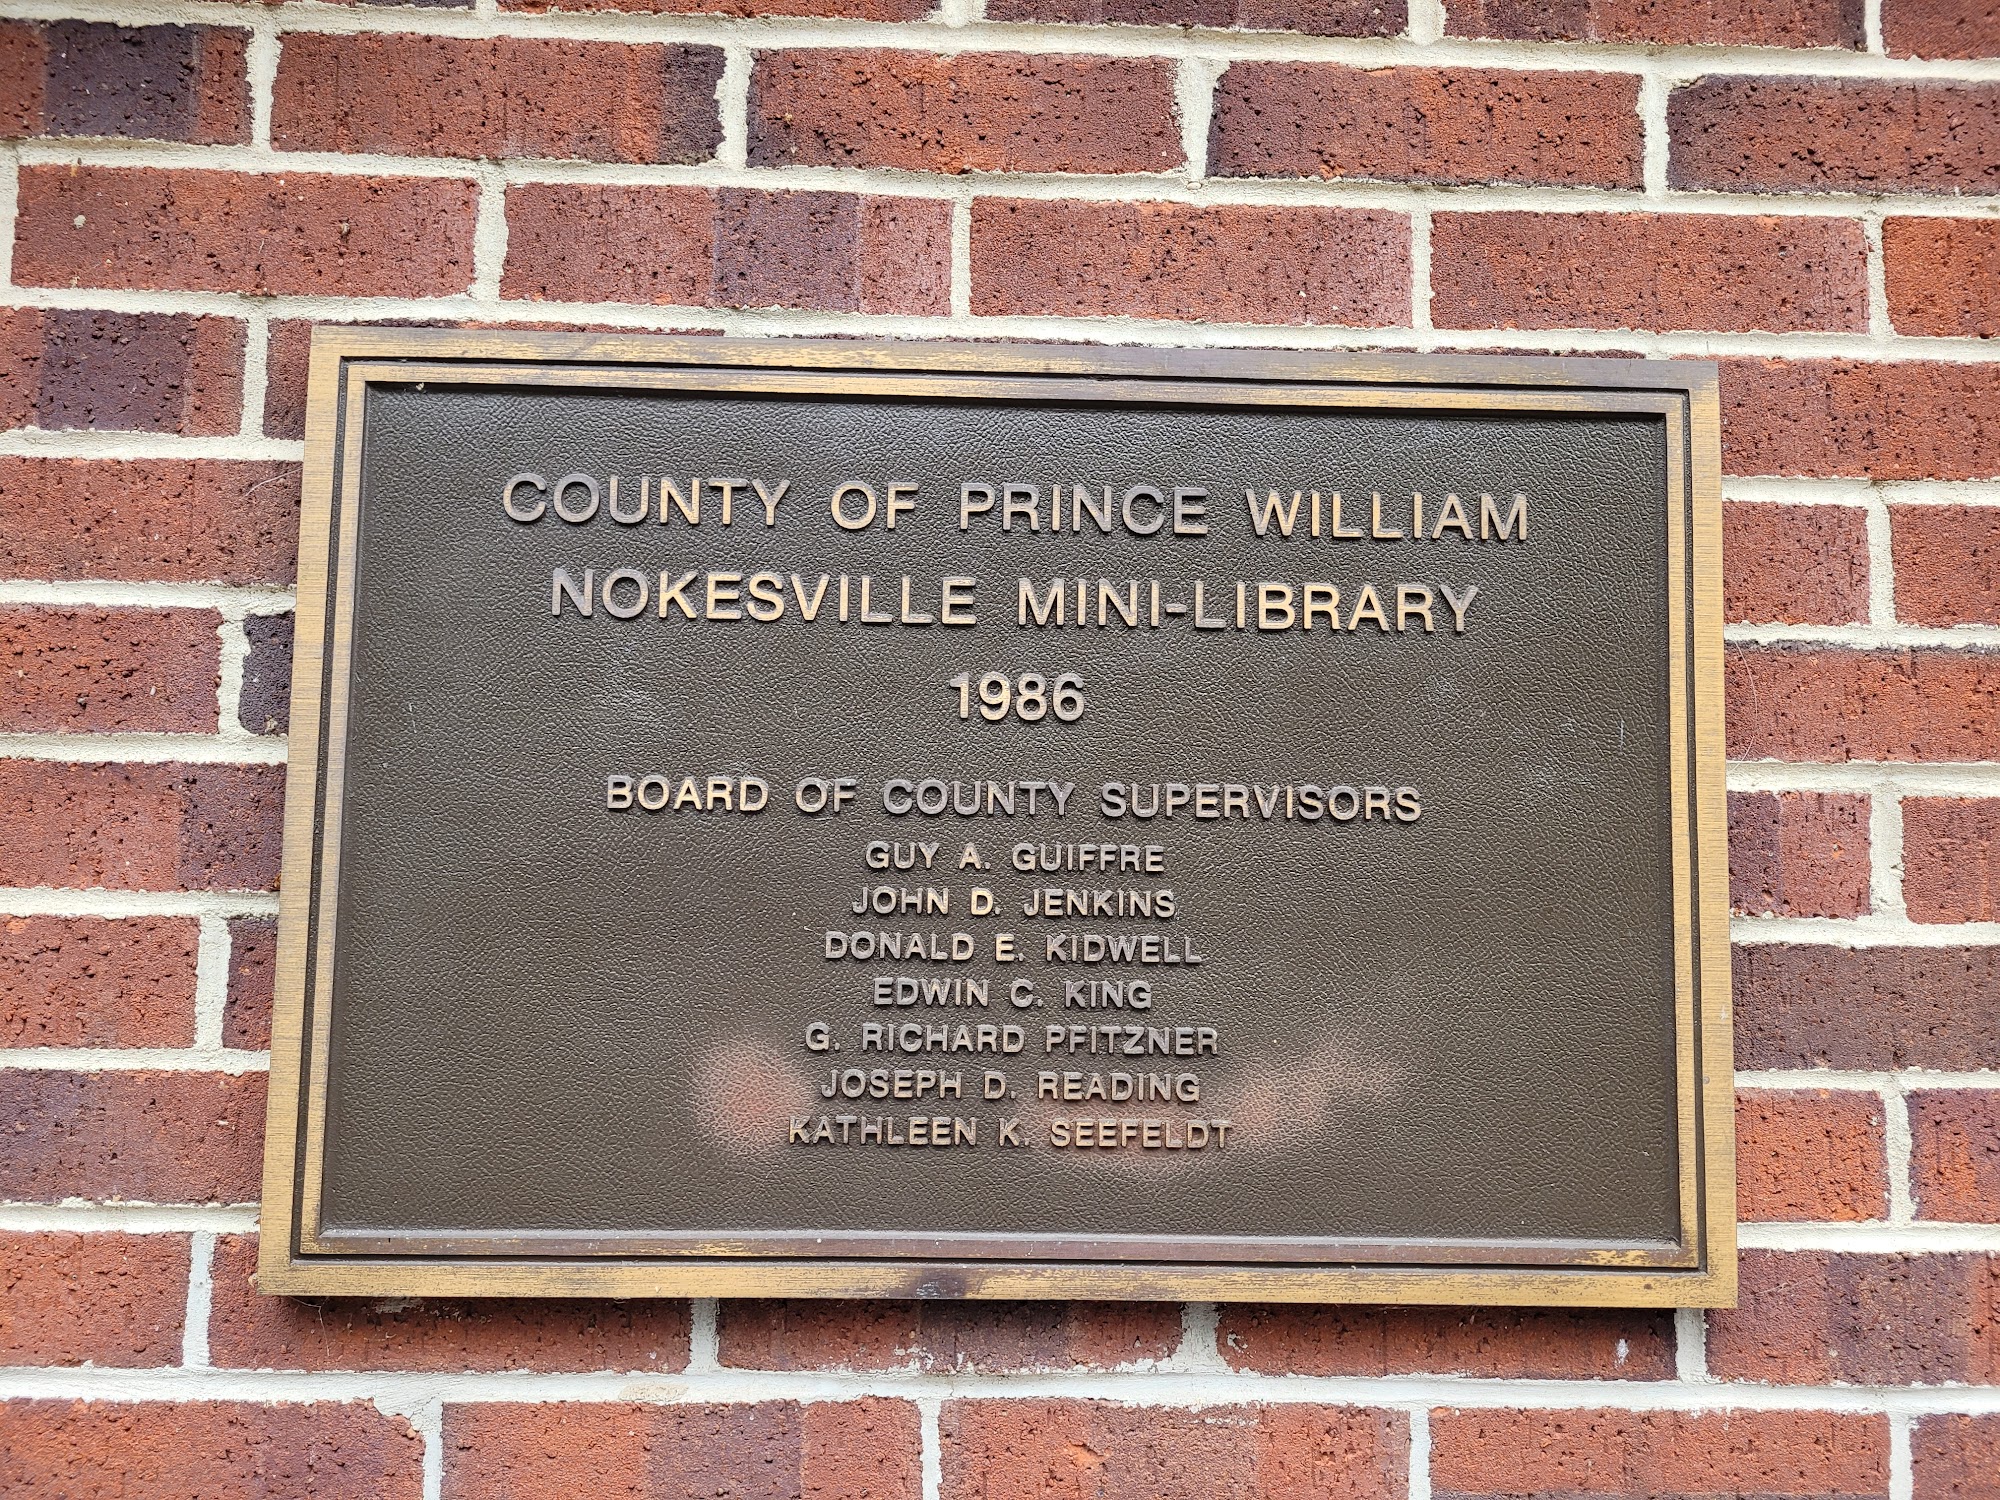 COUNTY OF PRINCE WILLIAM
NOKESVILLE MINI-LIBRARY
1986
BOARD OF COUNTY SUPERVISORS
GUY A. GUIFFRE
JOHN D. JENKINS
DONALD E. KIDWELL
EDWIN C. KING
G. RICHARD PFITZNER
JOSEPH D. READING
KATHLEEN K. SEEFELDT